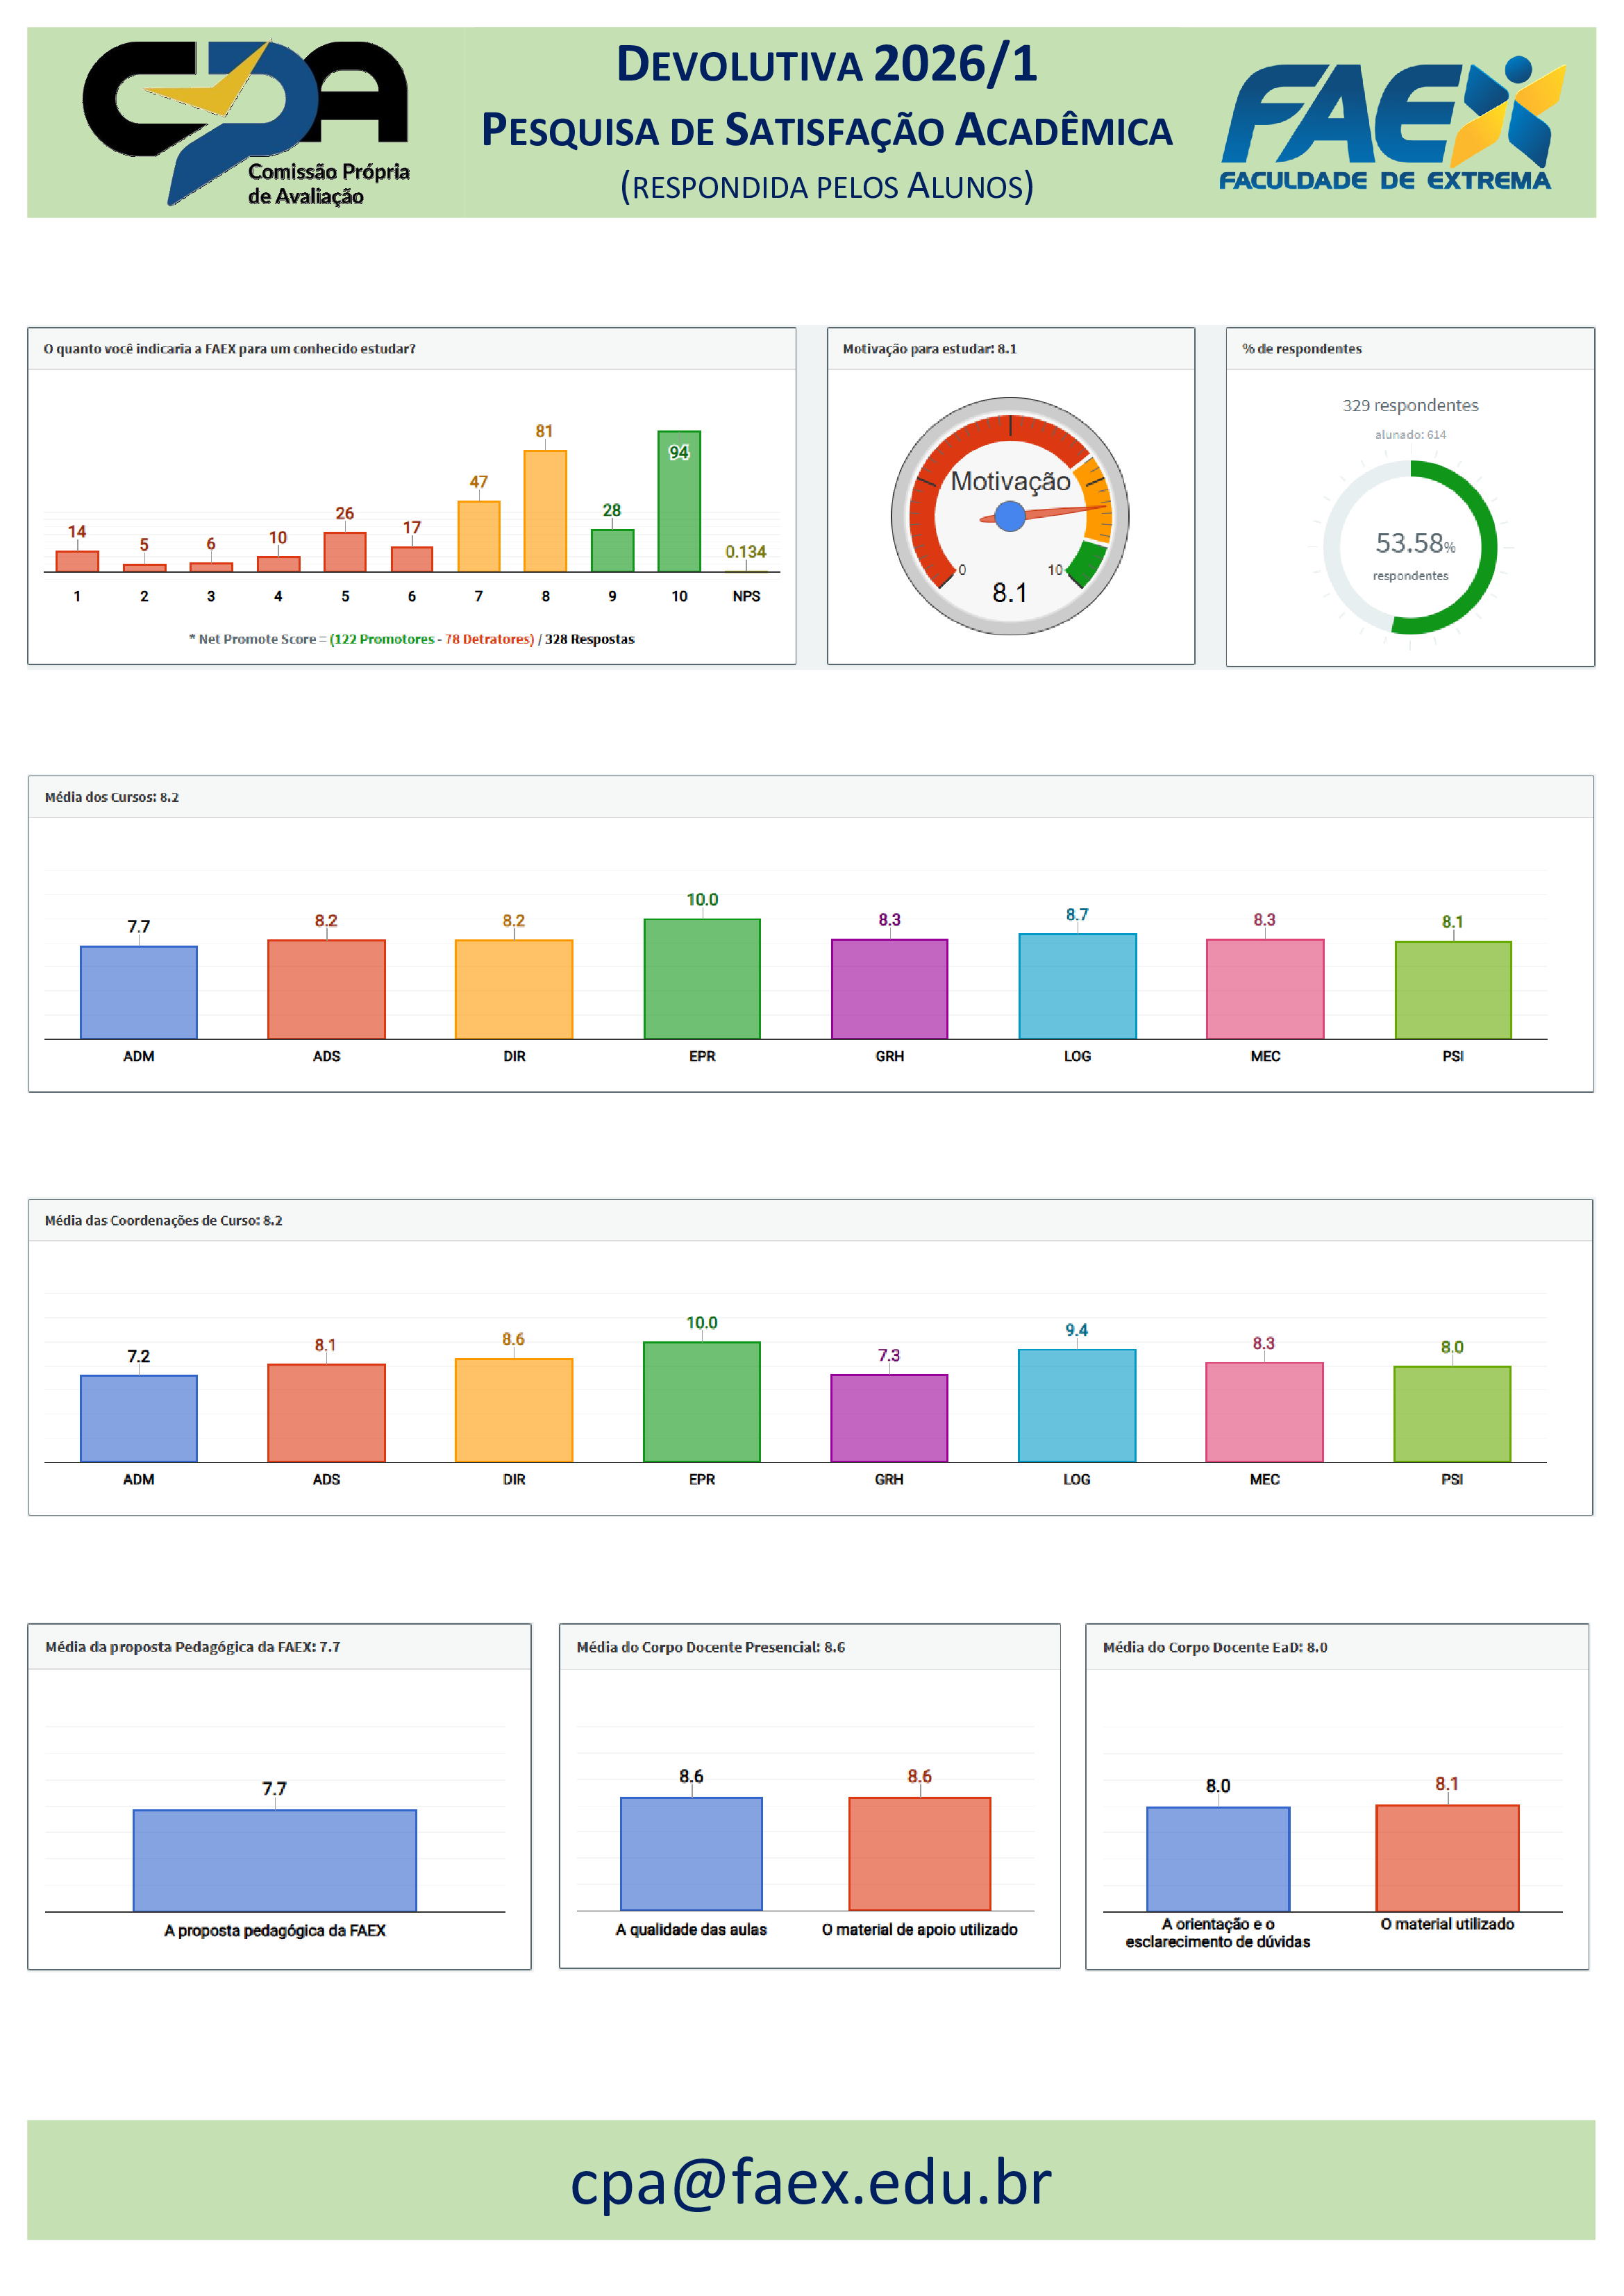 CPA
Comissão Própria
de Avaliação
DEVOLUTIVA 2026/1
PESQUISA DE SATISFAÇÃO ACADÊMICA
(RESPONDIDA PELOS ALUNOS)
FAEX
FACULDADE DE EXTREMA
O quanto você indicaria a FAEX para um conhecido estudar?
14 5 6 10 26 17 47 81 28 94 0.134
1 2 3 4 5 6 7 8 9 10 NPS
* Net Promote Score = (122 Promotores - 78 Detratores) / 328 Respostas
Motivação para estudar: 8.1
Motivação
0 10
8.1
% de respondentes
329 respondentes
alunado: 614
53.58%
respondentes
Média dos Cursos: 8.2
7.7 8.2 8.2 10.0 8.3 8.7 8.3 8.1
ADM ADS DIR EPR GRH LOG MEC PSI
Média das Coordenações de Curso: 8.2
7.2 8.1 8.6 10.0 7.3 9.4 8.3 8.0
ADM ADS DIR EPR GRH LOG MEC PSI
Média da proposta Pedagógica da FAEX: 7.7
7.7
A proposta pedagógica da FAEX
Média do Corpo Docente Presencial: 8.6
8.6 8.6
A qualidade das aulas O material de apoio utilizado
Média do Corpo Docente EaD: 8.0
8.0 8.1
A orientação e o
esclarecimento de dúvidas
O material utilizado
cpa@faex.edu.br